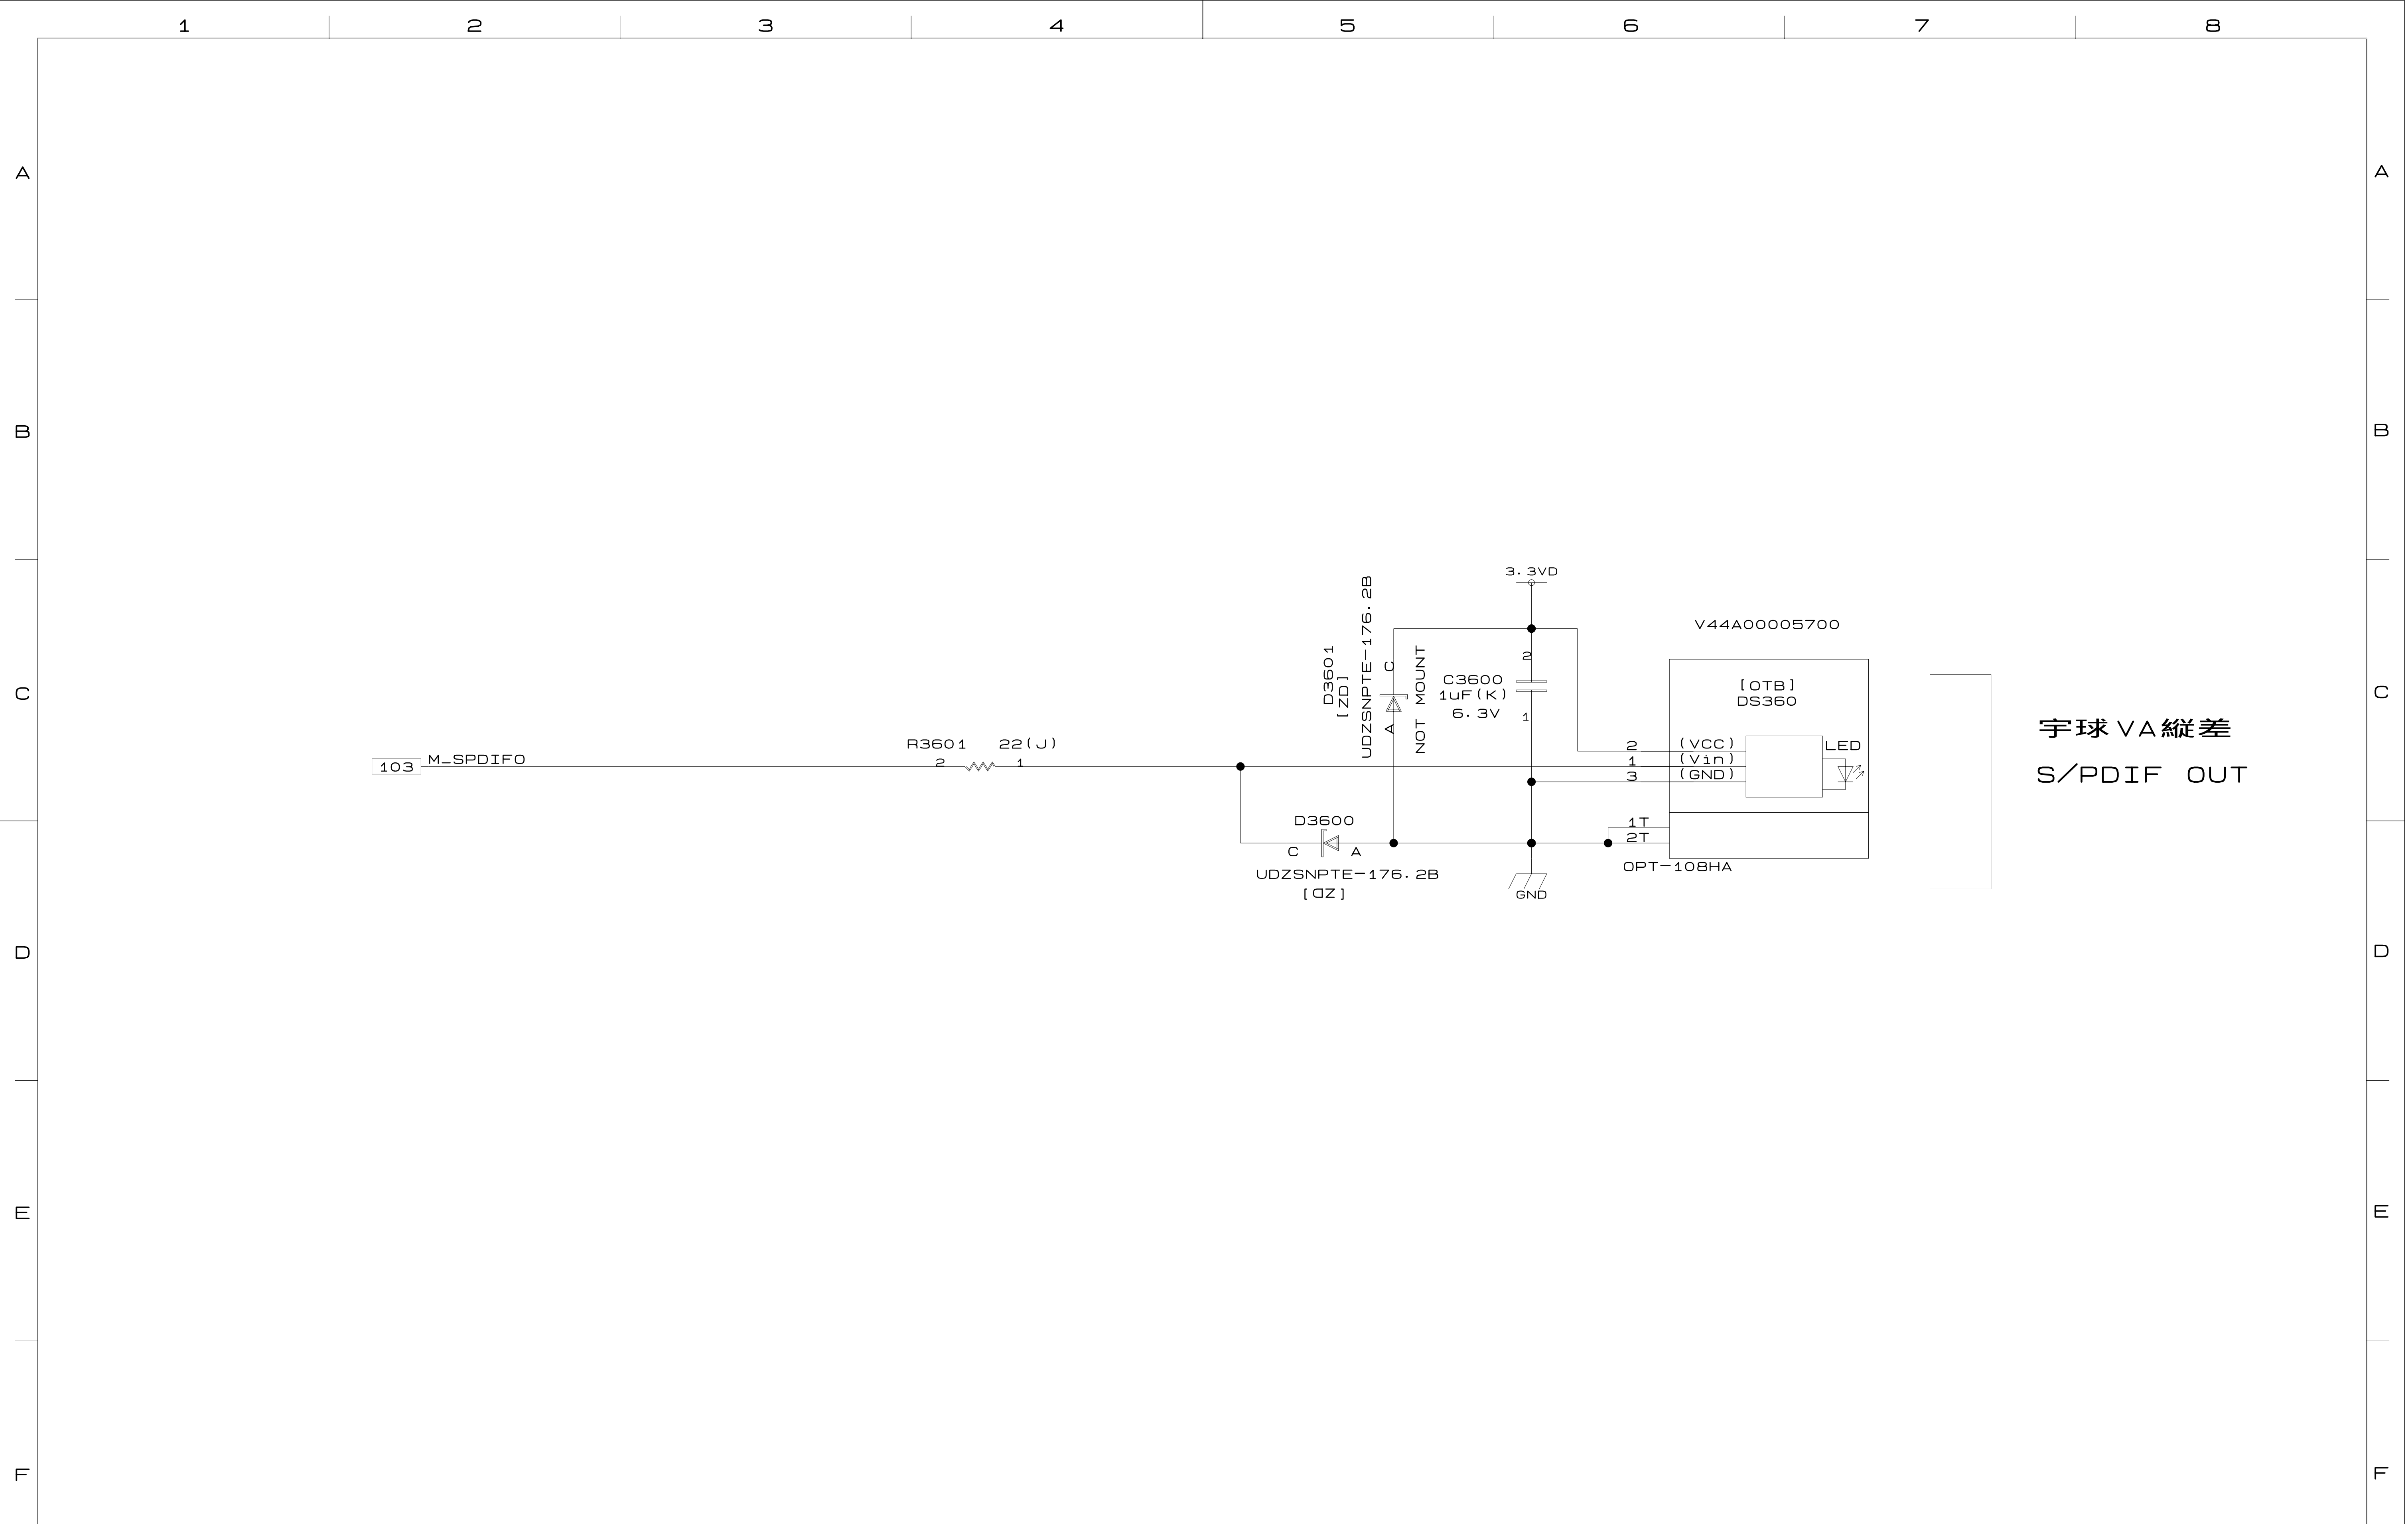 1 2 3 4 5 6 7 8
A A
B B
3.3VD
V44A00005700
D3601
[ZD]
UDZSNPTE-176.2B
C
A
NOT MOUNT
2
C3600
1uF(K)
6.3V
1
[OTB]
DS360
C C
宇球VA縦差
S/PDIF OUT
R3601 22(J)
2 1
103 M_SPDIFO
2 (VCC)
1 (Vin)
3 (GND)
LED
D3600
C A
UDZSNPTE-176.2B
[ZD]
1T
2T
OPT-108HA
GND
D D
E E
F F